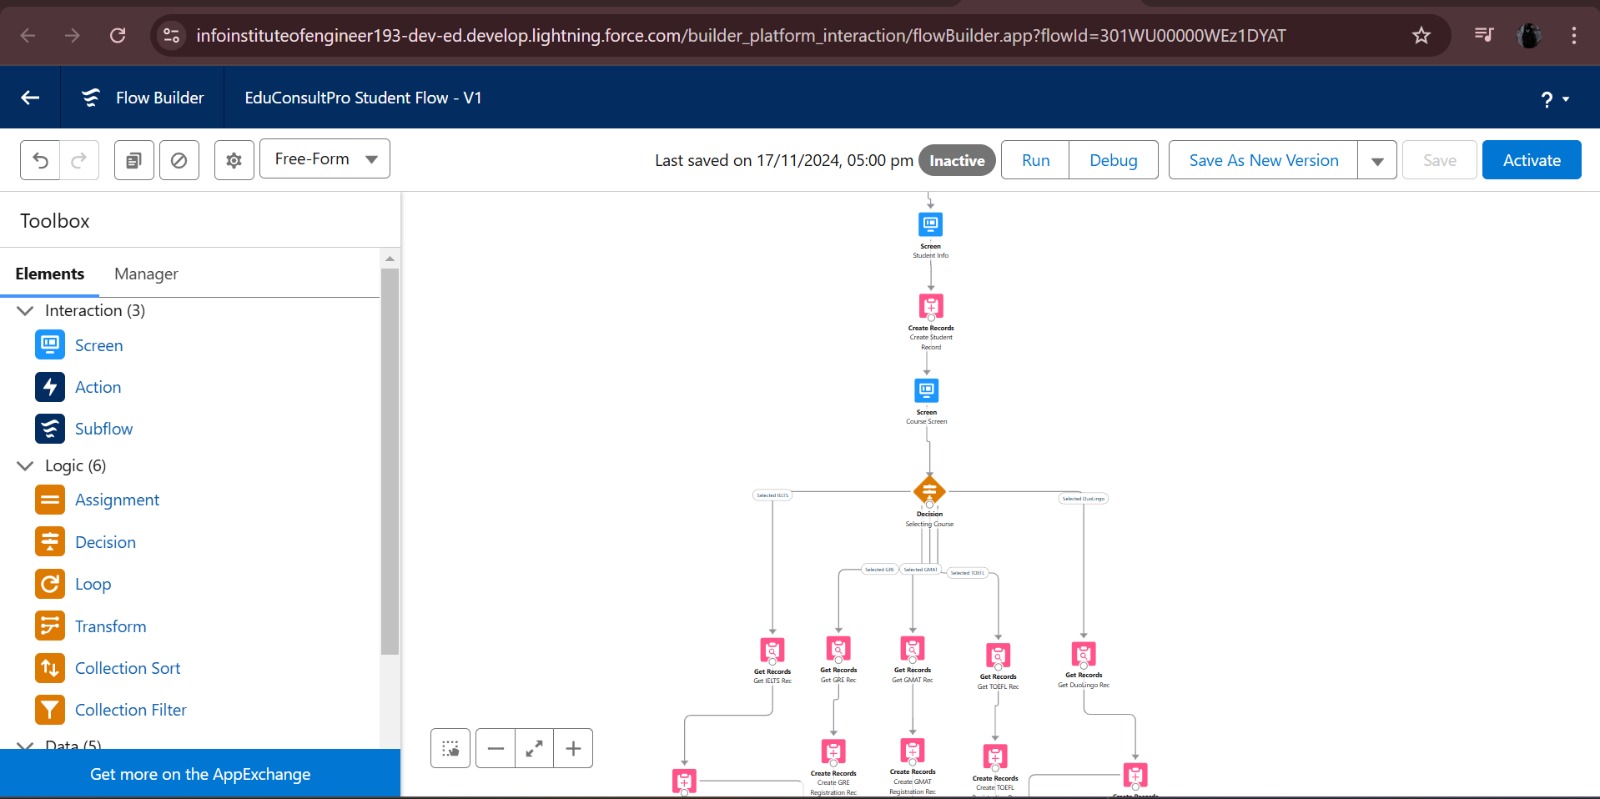 infoinstituteofengineer193-dev-ed.develop.lightning.force.com/builder_platform_interaction/flowBuilder.app?flowId=301WU00000WEz1DYAT
Flow Builder
EduConsultPro Student Flow - V1
?
Free-Form
Last saved on 17/11/2024, 05:00 pm
Inactive
Run
Debug
Save As New Version
Save
Activate
Toolbox
Elements
Manager
Interaction (3)
Screen
Action
Subflow
Logic (6)
Assignment
Decision
Loop
Transform
Collection Sort
Collection Filter
Data (5)
Get more on the AppExchange
Screen
Student Info
Create Records
Create Student
Record
Screen
Course Screen
Selected IELTS
Selected DuoLingo
Decision
Selecting Course
Selected GRE
Selected GMAT
Selected TOEFL
Get Records
Get IELTS Rec
Get Records
Get GRE Rec
Get Records
Get GMAT Rec
Get Records
Get TOEFL Rec
Get Records
Get DuoLingo Rec
Create Records
Create GRE
Registration Rec
Create Records
Create GMAT
Registration Rec
Create Records
Create TOEFL
Registration Rec
Create Records